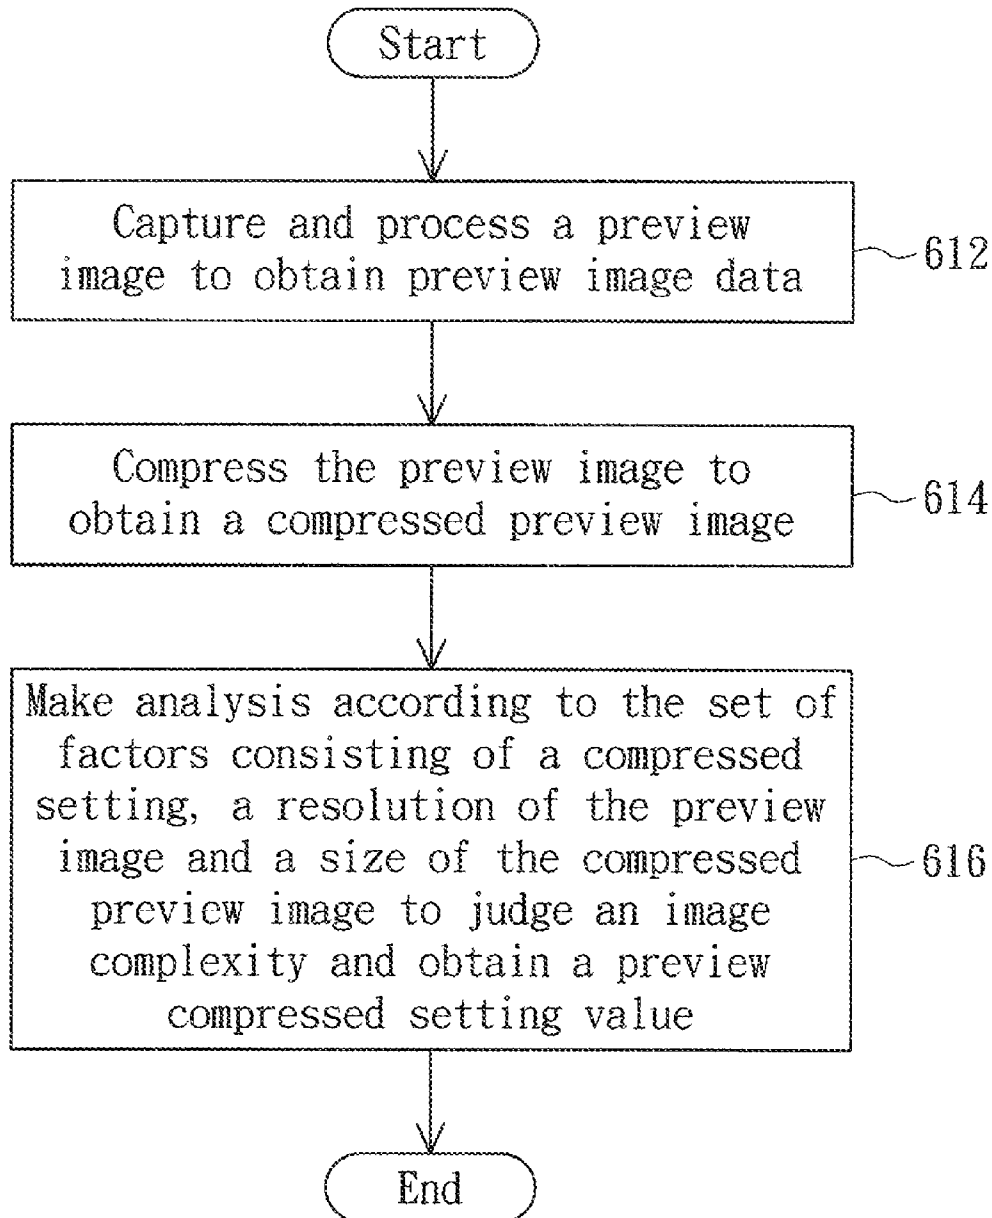 Start
Capture and process a preview
image to obtain preview image data
612
Compress the preview image to
obtain a compressed preview image
614
Make analysis according to the set of
factors consisting of a compressed
setting, a resolution of the preview
image and a size of the compressed
preview image to judge an image
complexity and obtain a preview
compressed setting value
616
End